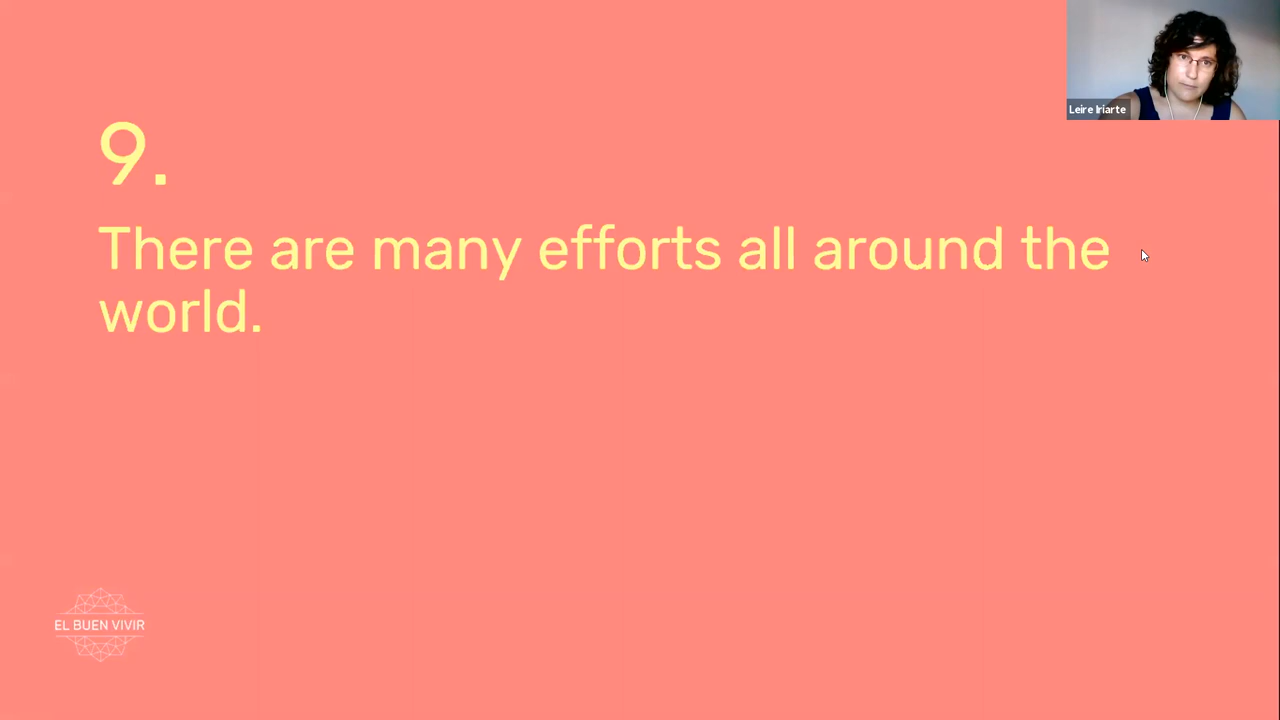 Leire Iriarte
9.
There are many efforts all around the
world.
EL BUEN VIVIR